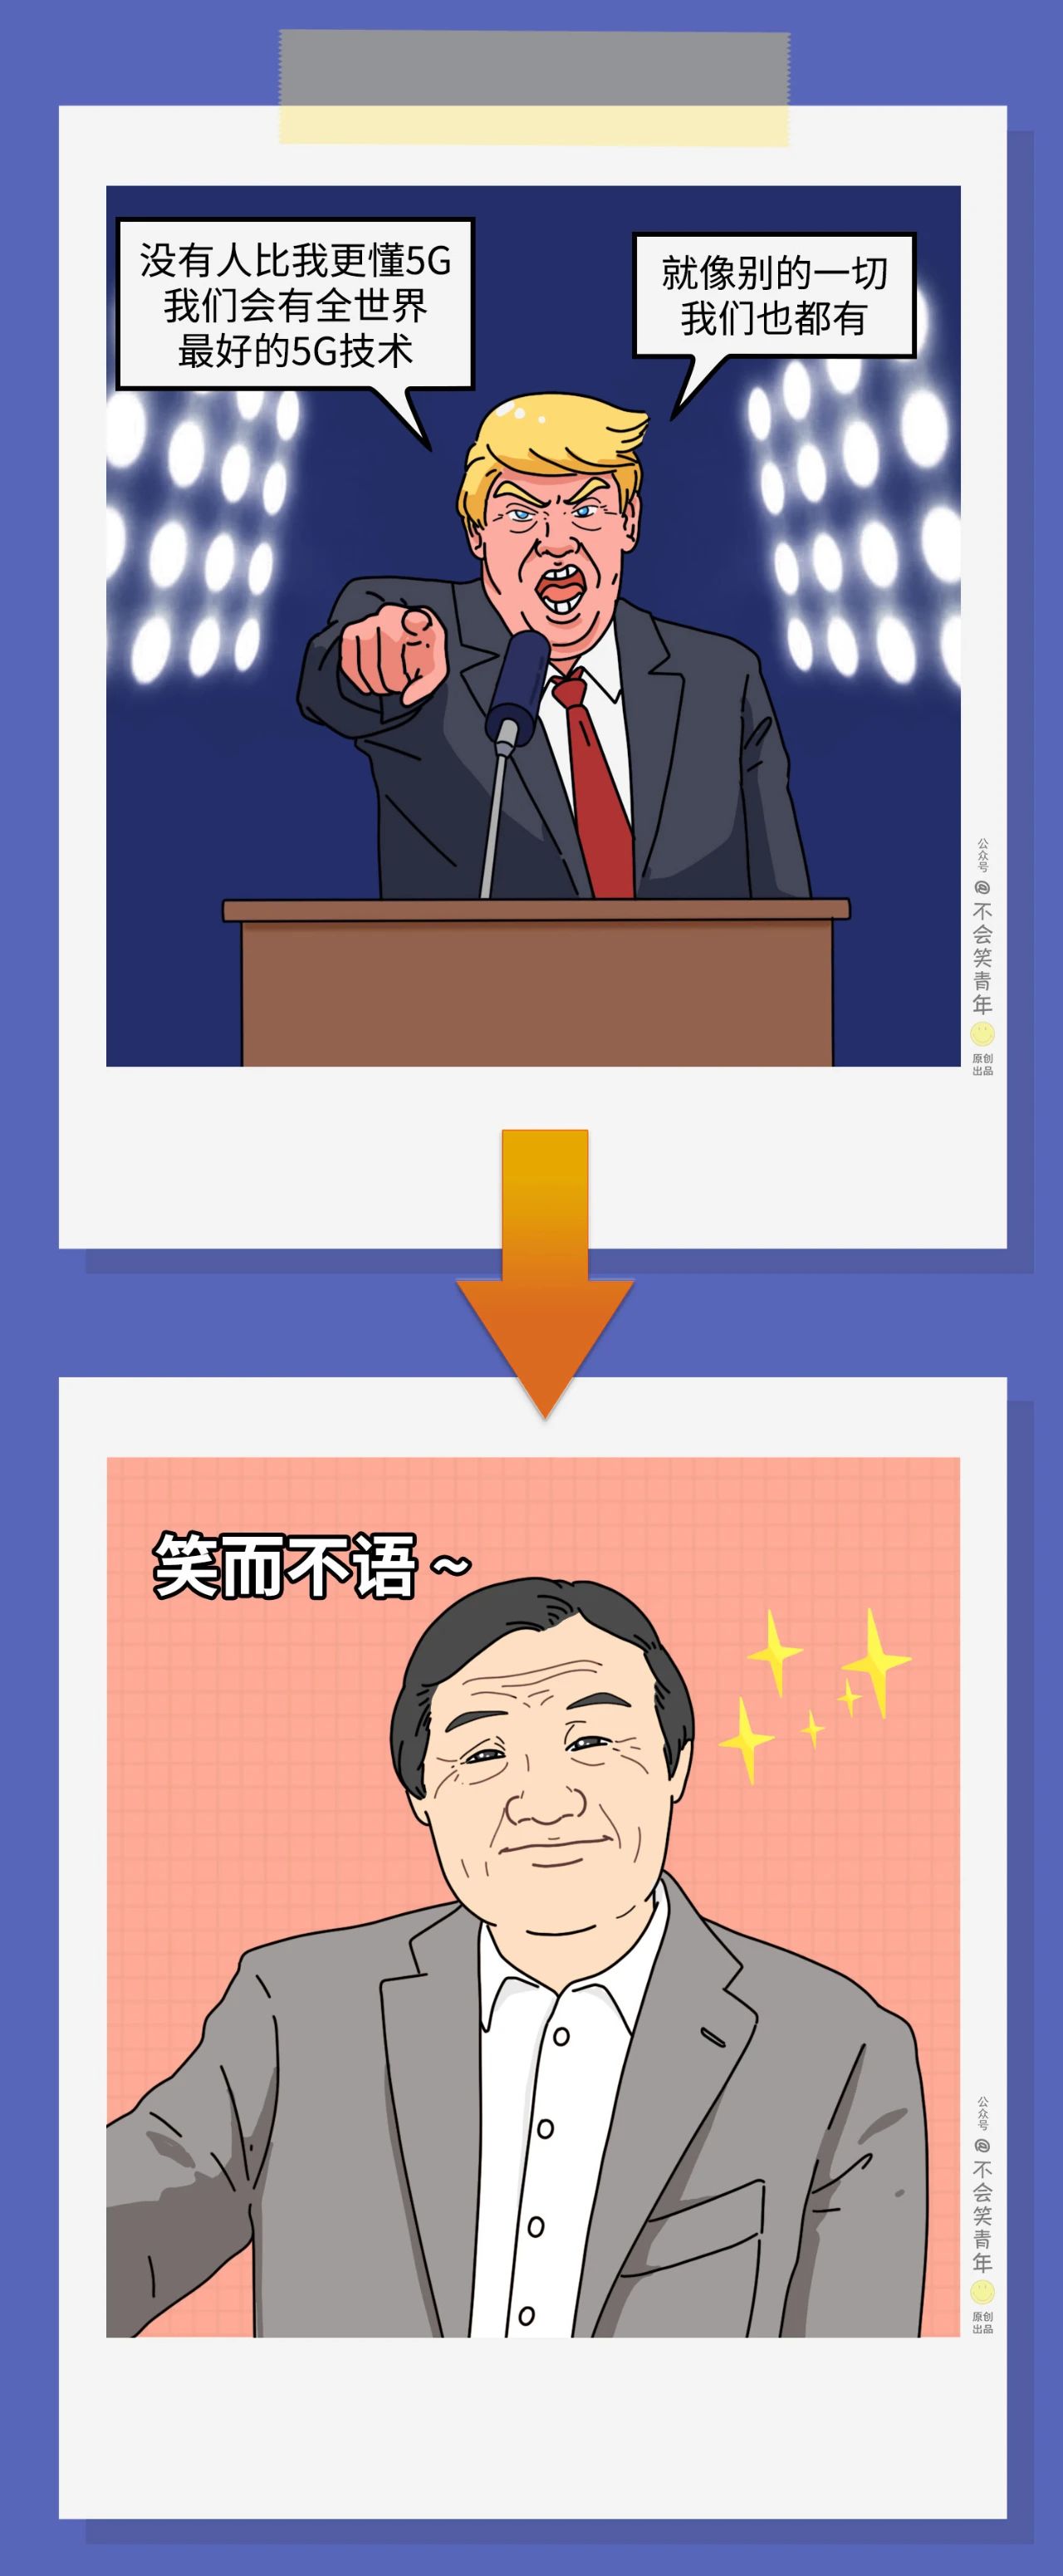 没有人比我更懂5G
我们会有全世界
最好的5G技术
就像别的一切
我们也都有
公众号
@不会笑青年
原创
出品
笑而不语~
公众号
@不会笑青年
原创
出品